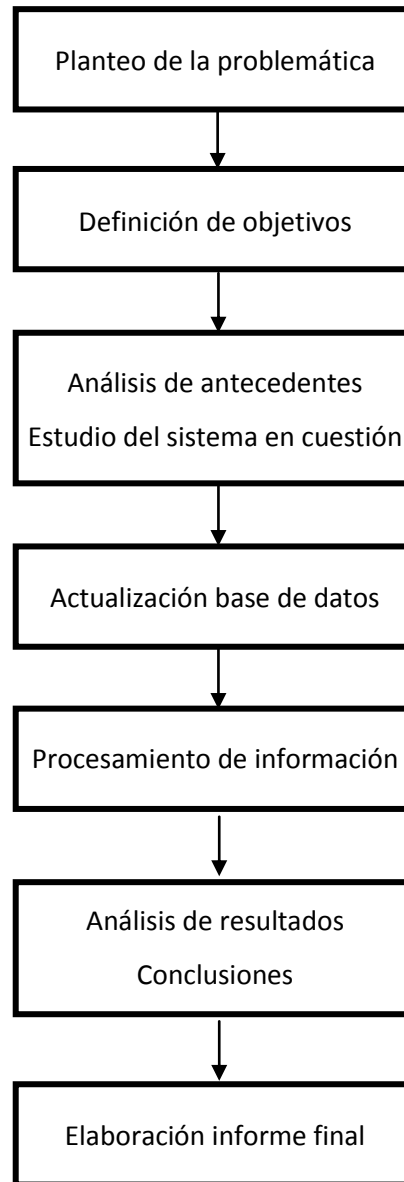 Planteo de la problemática
Definición de objetivos
Análisis de antecedentes
Estudio del sistema en cuestión
Actualización base de datos
Procesamiento de información
Análisis de resultados
Conclusiones
Elaboración informe final